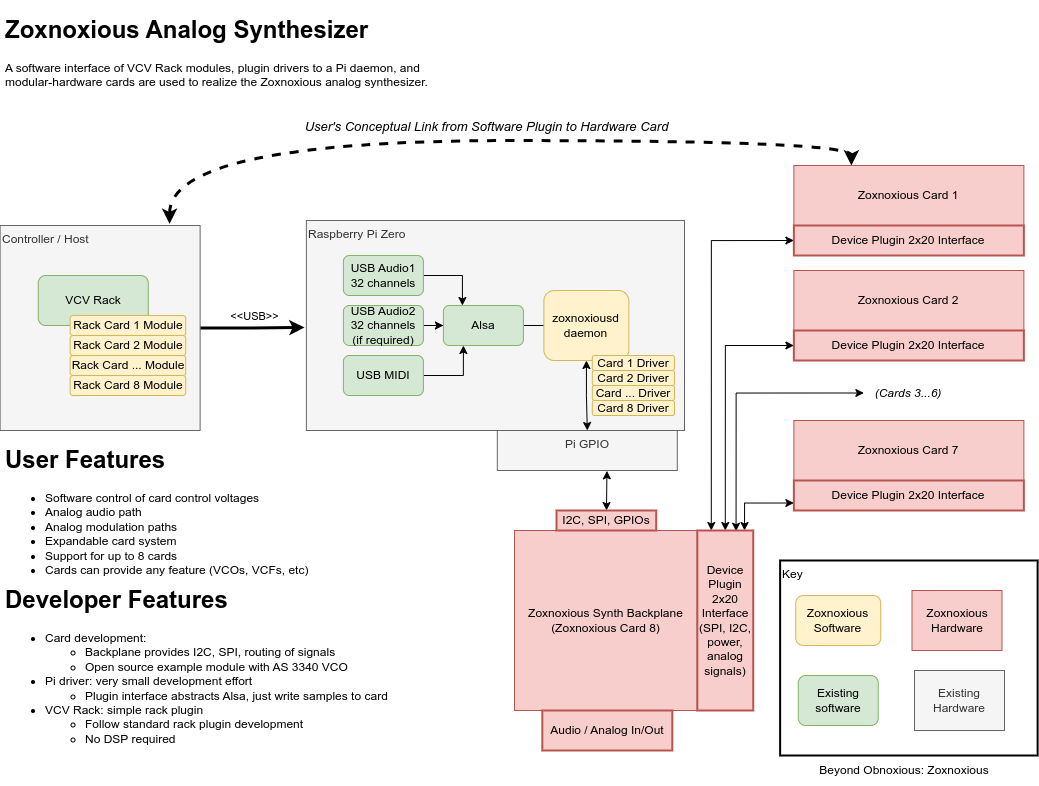 Zoxnoxious Analog Synthesizer
A software interface of VCV Rack modules, plugin drivers to a Pi daemon, and
modular-hardware cards are used to realize the Zoxnoxious analog synthesizer.
User's Conceptual Link from Software Plugin to Hardware Card
Controller / Host
VCV Rack
Rack Card 1 Module
Rack Card 2 Module
Rack Card ... Module
Rack Card 8 Module
<<USB>>
Raspberry Pi Zero
USB Audio1
32 channels
USB Audio2
32 channels
(if required)
USB MIDI
Alsa
zoxnoxiousd
daemon
Card 1 Driver
Card 2 Driver
Card ... Driver
Card 8 Driver
Pi GPIO
I2C, SPI, GPIOs
Zoxnoxious Synth Backplane
(Zoxnoxious Card 8)
Device
Plugin
2x20
Interface
(SPI, I2C,
power,
analog
signals)
Audio / Analog In/Out
Zoxnoxious Card 1
Device Plugin 2x20 Interface
Zoxnoxious Card 2
Device Plugin 2x20 Interface
(Cards 3...6)
Zoxnoxious Card 7
Device Plugin 2x20 Interface
User Features
• Software control of card control voltages
• Analog audio path
• Analog modulation paths
• Expandable card system
• Support for up to 8 cards
• Cards can provide any feature (VCOs, VCFs, etc)
Developer Features
• Card development:
◦ Backplane provides I2C, SPI, routing of signals
◦ Open source example module with AS 3340 VCO
• Pi driver: very small development effort
◦ Plugin interface abstracts Alsa, just write samples to card
• VCV Rack: simple rack plugin
◦ Follow standard rack plugin development
◦ No DSP required
Key
Zoxnoxious
Software
Zoxnoxious
Hardware
Existing
software
Existing
Hardware
Beyond Obnoxious: Zoxnoxious